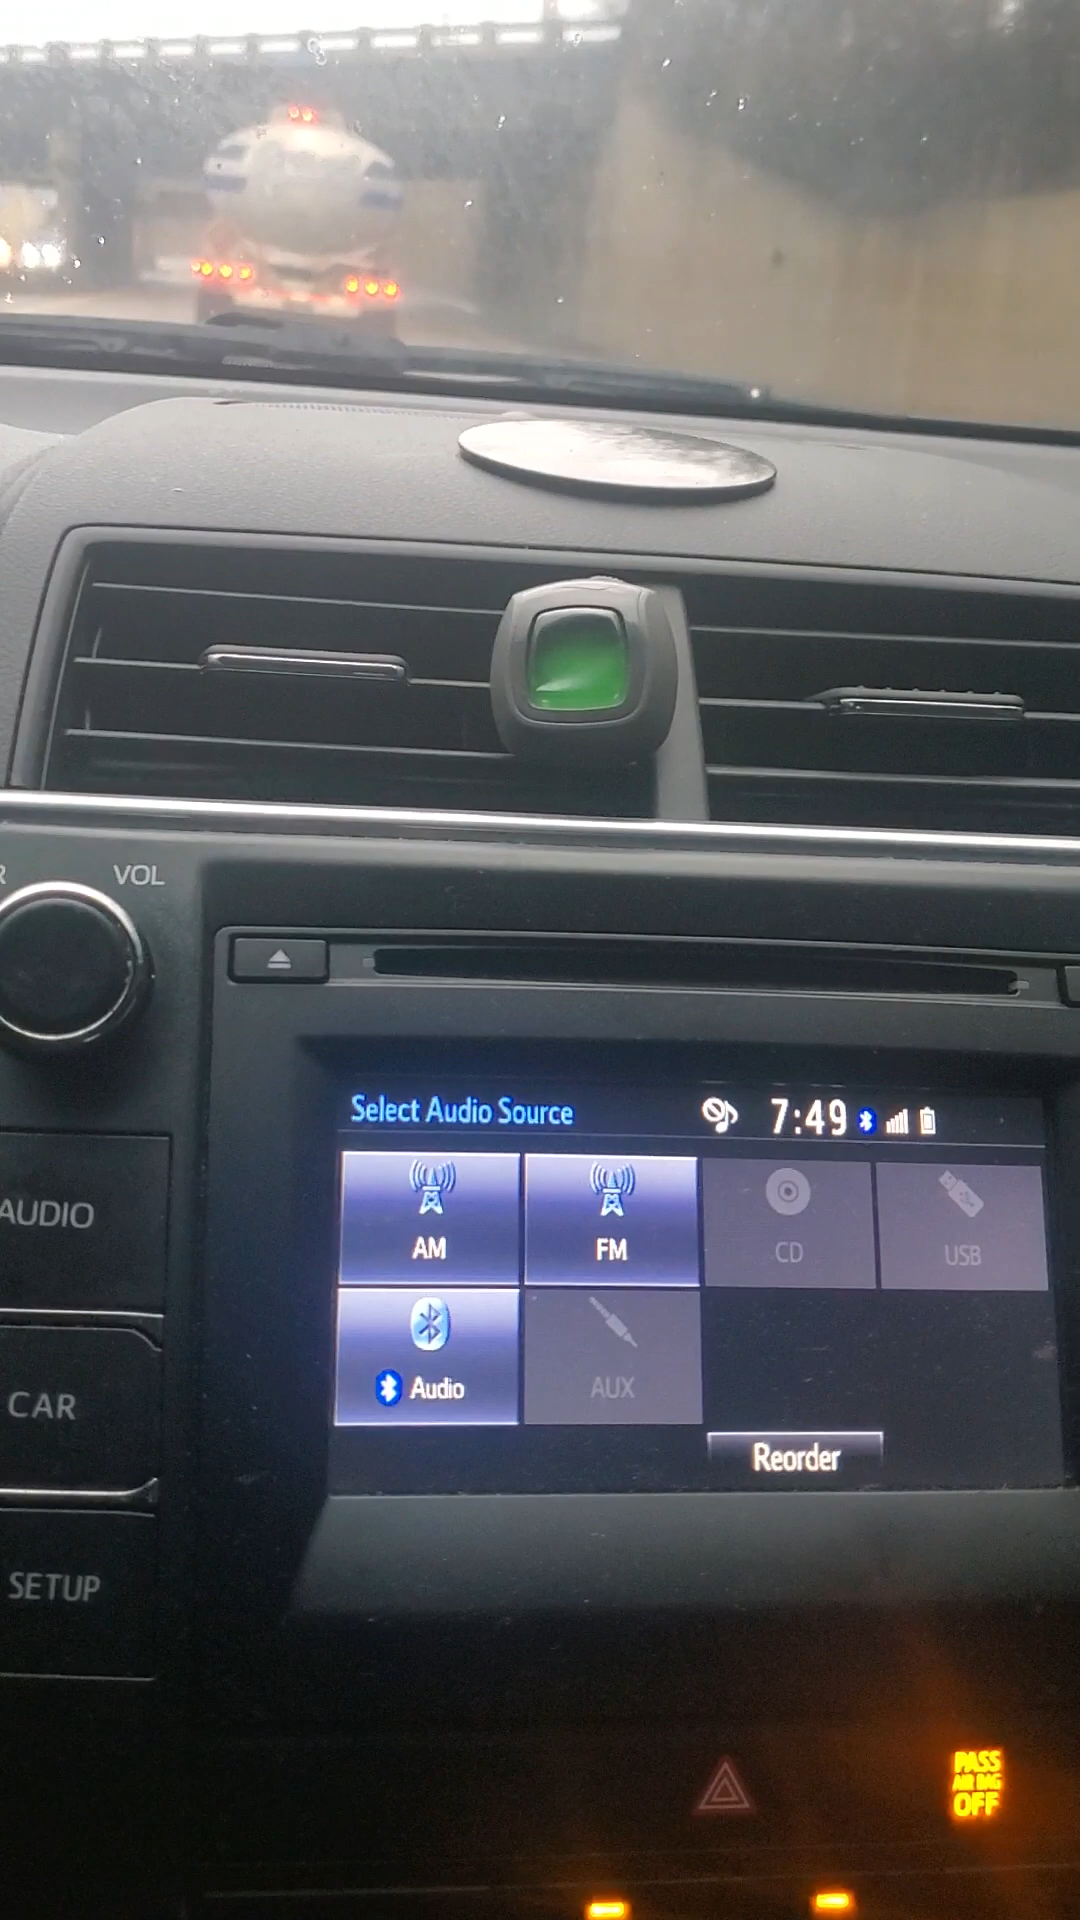 VOL
AUDIO
CAR
SETUP
Select Audio Source
7:49
AM
FM
CD
USB
Audio
AUX
Reorder
PASS
AIR BAG
OFF